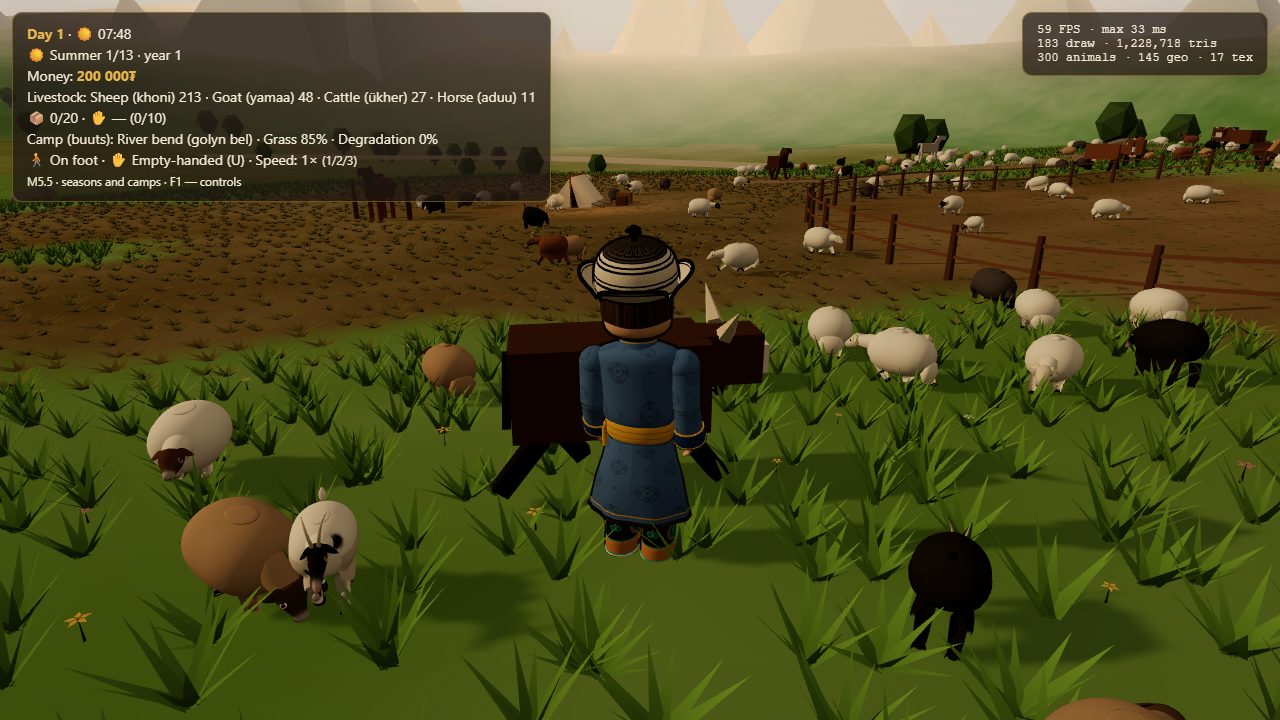 Day 1 · ☀️ 07:48
☀️ Summer 1/13 · year 1
Money: 200 000₮
Livestock: Sheep (khoni) 213 · Goat (yamaa) 48 · Cattle (ükher) 27 · Horse (aduu) 11
📦 0/20 · ✋ — (0/10)
Camp (buuts): River bend (golyn bel) · Grass 85% · Degradation 0%
🚶 On foot · ✋ Empty-handed (U) · Speed: 1× (1/2/3)
M5.5 · seasons and camps · F1 — controls
59 FPS · max 33 ms
183 draw · 1,228,718 tris
300 animals · 145 geo · 17 tex